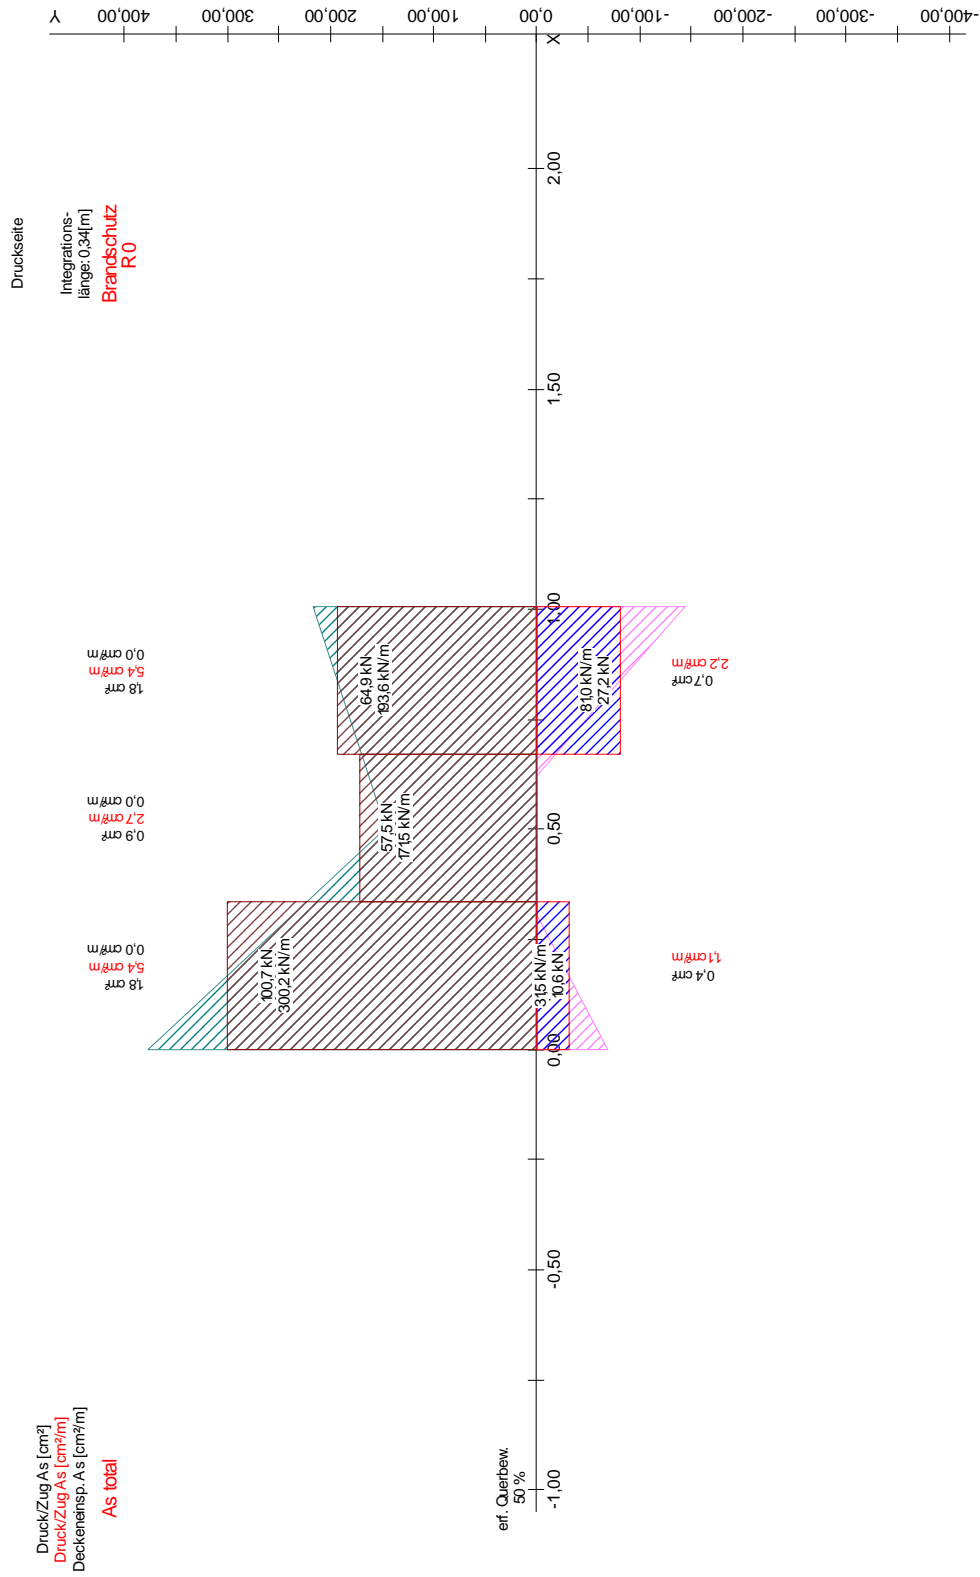 Druck/Zug As [cm²]
Druck/Zug As [cm²/m]
Deckeneinsp. As [cm²/m]
As total
erf. Querbew.
50 %
Druckseite
Integrations-
länge: 0,34[m]
Brandschutz
R 0
1,8 cm²
5,4 cm²/m
0,0 cm²/m
0,9 cm²
2,7 cm²/m
0,0 cm²/m
1,8 cm²
5,4 cm²/m
0,0 cm²/m
100,7 kN
300,2 kN/m
57,5 kN
171,5 kN/m
64,9 kN
193,6 kN/m
31,5 kN/m
10,6 kN
81,0 kN/m
27,2 kN
0,4 cm²
1,1 cm²/m
0,7 cm²
2,2 cm²/m
-1,00
-0,50
0,00
0,50
1,00
1,50
2,00
X
Y
400,00
300,00
200,00
100,00
0,0
-100,00
-200,00
-300,00
-400,00